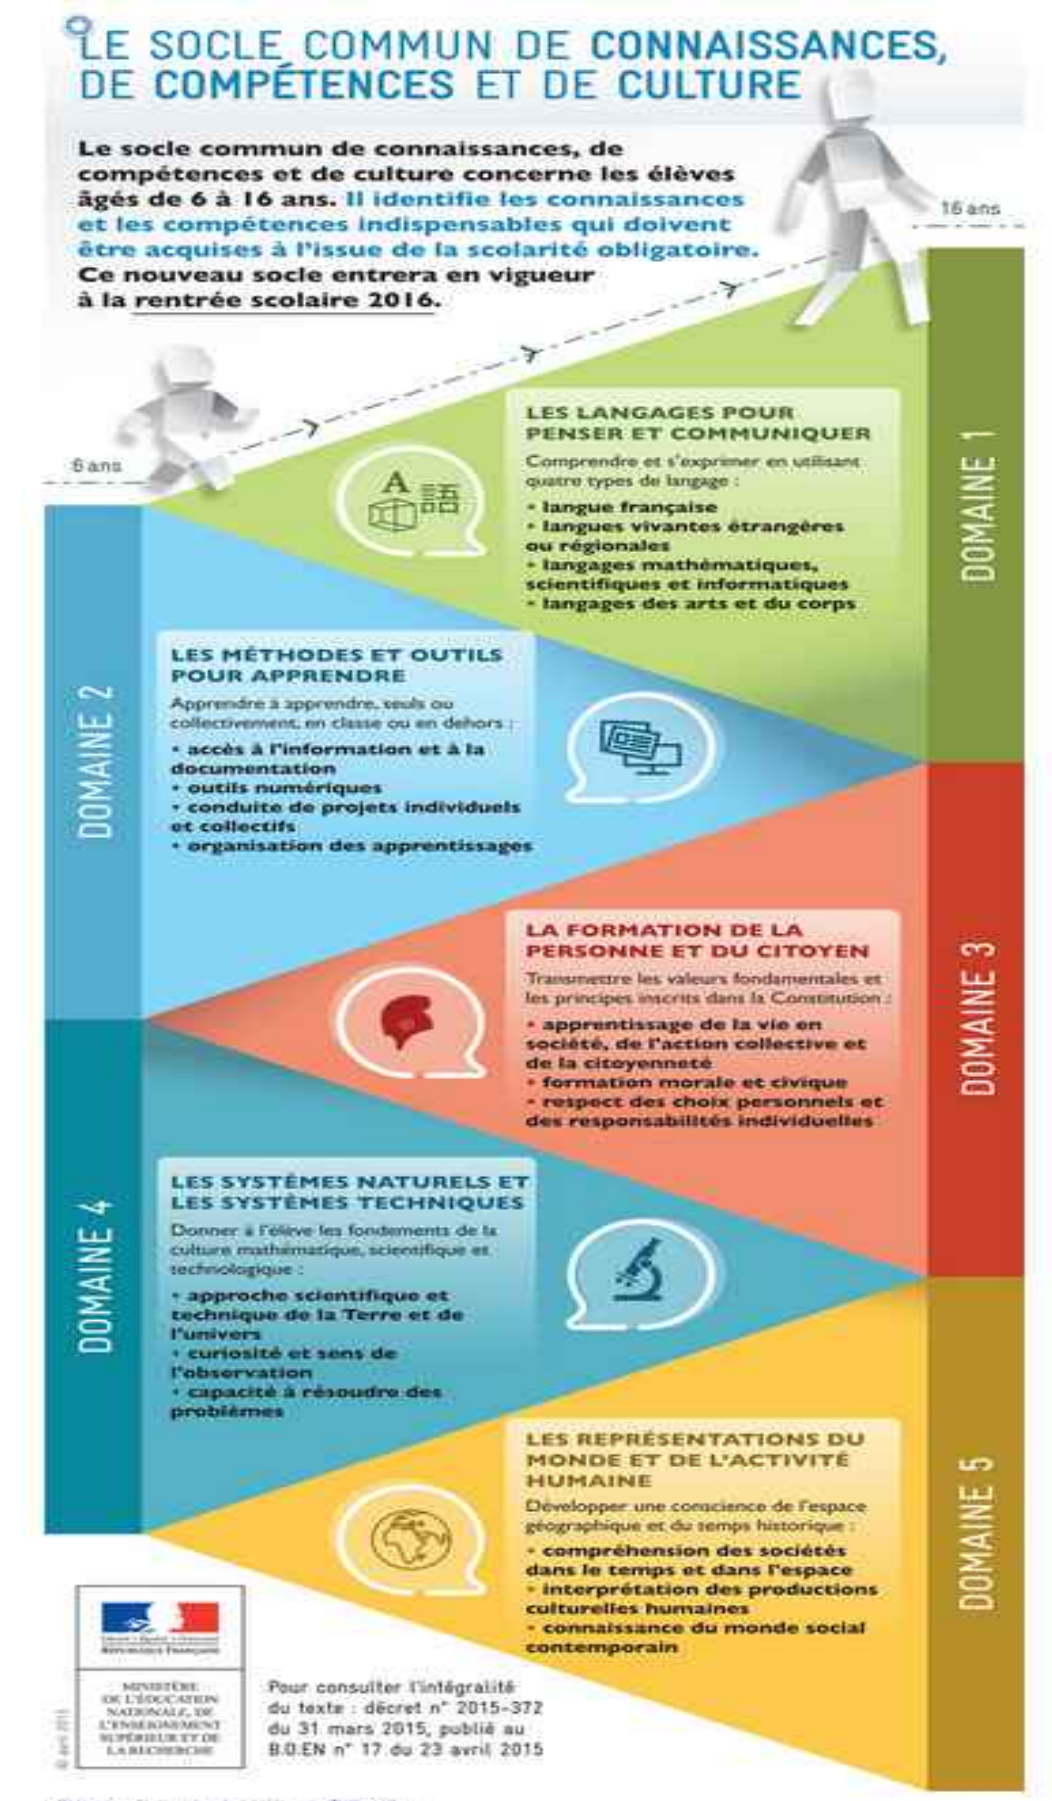 LE SOCLE COMMUN DE CONNAISSANCES,
DE COMPÉTENCES ET DE CULTURE
Le socle commun de connaissances, de
compétences et de culture concerne les élèves
âgés de 6 à 16 ans. Il identifie les connaissances
et les compétences indispensables qui doivent
être acquises à l'issue de la scolarité obligatoire.
Ce nouveau socle entrera en vigueur
à la rentrée scolaire 2016.
16 ans
6 ans
DOMAINE 1
LES LANGAGES POUR
PENSER ET COMMUNIQUER
Comprendre et s'exprimer en utilisant
quatre types de langage :
• langue française
• langues vivantes étrangères
ou régionales
• langages mathématiques,
scientifiques et informatiques
• langages des arts et du corps
DOMAINE 2
LES MÉTHODES ET OUTILS
POUR APPRENDRE
Apprendre à apprendre, seuls ou
collectivement, en classe ou en dehors :
• accès à l'information et à la
documentation
• outils numériques
• conduite de projets individuels
et collectifs
• organisation des apprentissages
DOMAINE 3
LA FORMATION DE LA
PERSONNE ET DU CITOYEN
Transmettre les valeurs fondamentales et
les principes inscrits dans la Constitution :
• apprentissage de la vie en
société, de l'action collective et
de la citoyenneté
• formation morale et civique
• respect des choix personnels et
des responsabilités individuelles
DOMAINE 4
LES SYSTÈMES NATURELS ET
LES SYSTÈMES TECHNIQUES
Donner à l'élève les fondements de la
culture mathématique, scientifique et
technologique :
• approche scientifique et
technique de la Terre et de
l'univers
• curiosité et sens de
l'observation
• capacité à résoudre des
problèmes
DOMAINE 5
LES REPRÉSENTATIONS DU
MONDE ET DE L'ACTIVITÉ
HUMAINE
Développer une conscience de l'espace
géographique et du temps historique :
• compréhension des sociétés
dans le temps et dans l'espace
• interprétation des productions
culturelles humaines
• connaissance du monde social
contemporain
RÉPUBLIQUE FRANÇAISE
MINISTÈRE
DE L'ÉDUCATION
NATIONALE, DE
L'ENSEIGNEMENT
SUPÉRIEUR ET DE
LA RECHERCHE
© avril 2015
Pour consulter l'intégralité
du texte : décret n° 2015-372
du 31 mars 2015, publié au
B.O.EN n° 17 du 23 avril 2015